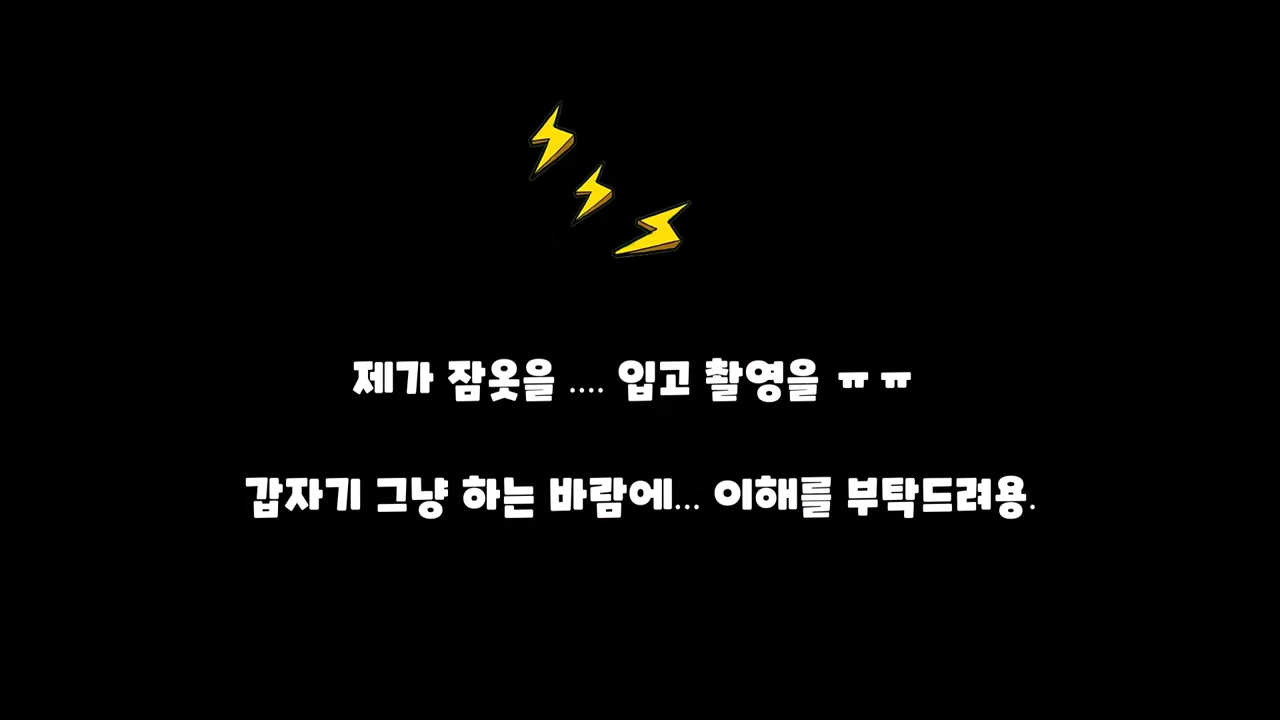 제가 잠옷을 .... 입고 촬영을 ㅠㅠ
갑자기 그냥 하는 바람에... 이해를 부탁드려용.